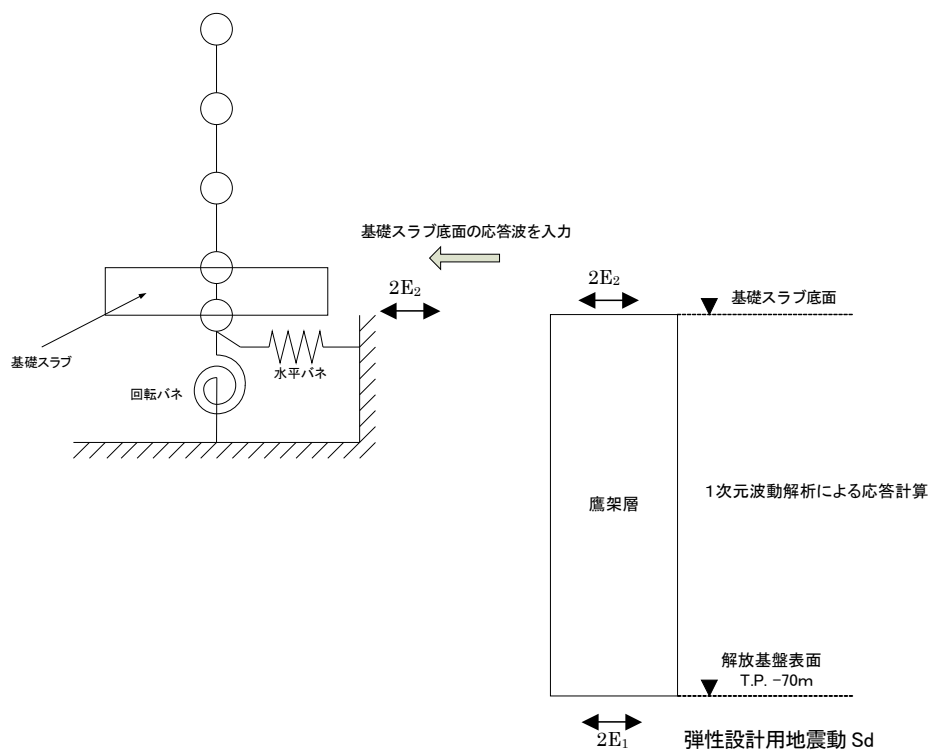 基礎スラブ底面の応答波を入力
2E₂
基礎スラブ
水平バネ
回転バネ
2E₂
基礎スラブ底面
鷹架層
1次元波動解析による応答計算
解放基盤表面
T.P. -70m
2E₁
弾性設計用地震動 Sd